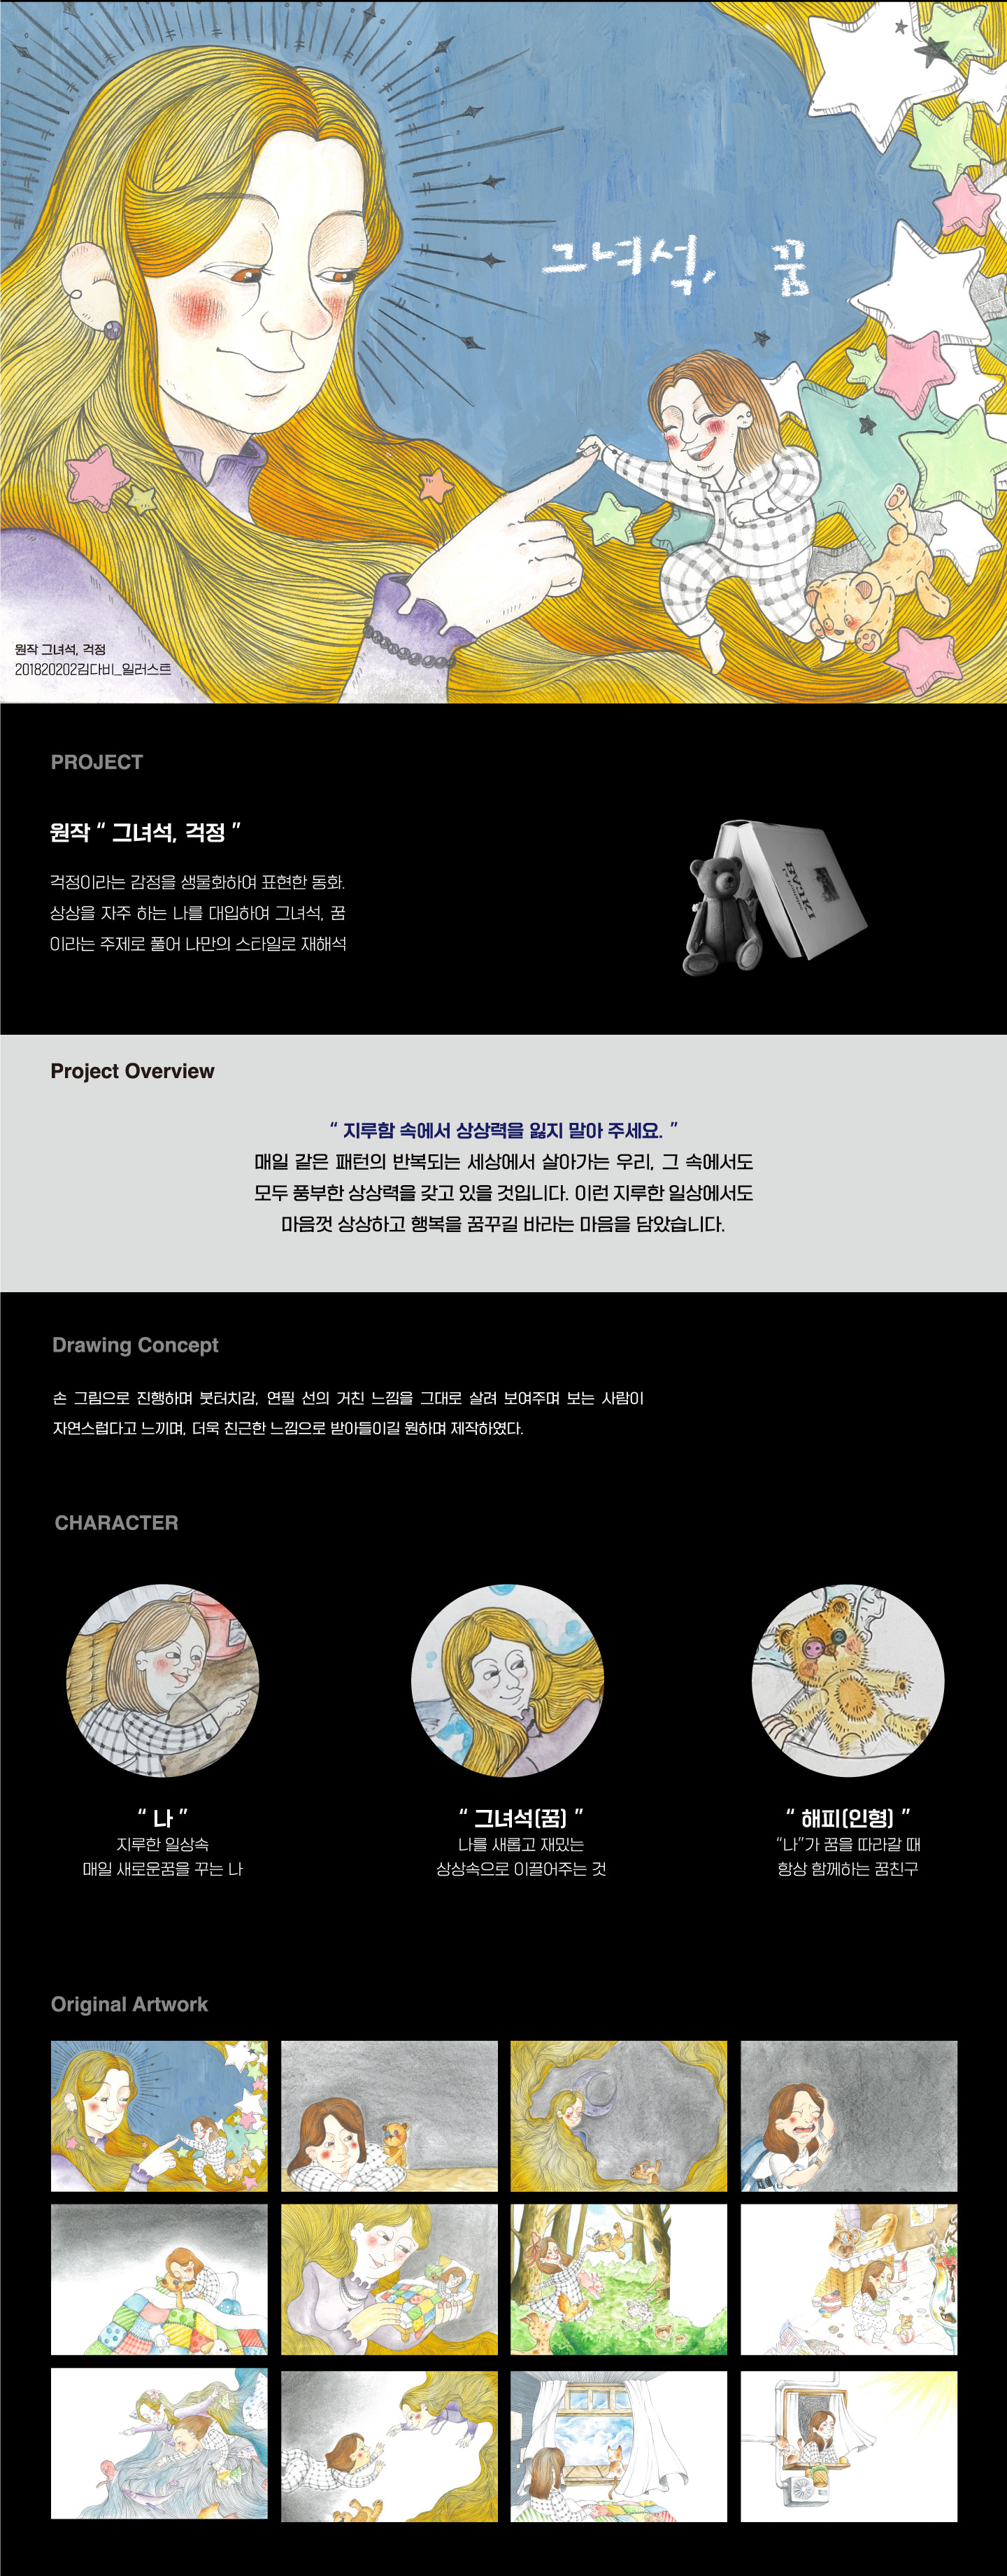 그녀석, 꿈
원작 그녀석, 걱정
201820202김다비_일러스트
PROJECT
원작 “ 그녀석, 걱정 ”
걱정이라는 감정을 생물화하여 표현한 동화.
상상을 자주 하는 나를 대입하여 그녀석, 꿈
이라는 주제로 풀어 나만의 스타일로 재해석
Project Overview
“ 지루함 속에서 상상력을 잃지 말아 주세요. ”
매일 같은 패턴의 반복되는 세상에서 살아가는 우리, 그 속에서도
모두 풍부한 상상력을 갖고 있을 것입니다. 이런 지루한 일상에서도
마음껏 상상하고 행복을 꿈꾸길 바라는 마음을 담았습니다.
Drawing Concept
손 그림으로 진행하며 붓터치감, 연필 선의 거친 느낌을 그대로 살려 보여주며 보는 사람이
자연스럽다고 느끼며, 더욱 친근한 느낌으로 받아들이길 원하며 제작하였다.
CHARACTER
“ 나 ”
지루한 일상속
매일 새로운꿈을 꾸는 나
“ 그녀석(꿈) ”
나를 새롭고 재밌는
상상속으로 이끌어주는 것
“ 해피(인형) ”
“나”가 꿈을 따라갈 때
항상 함께하는 꿈친구
Original Artwork